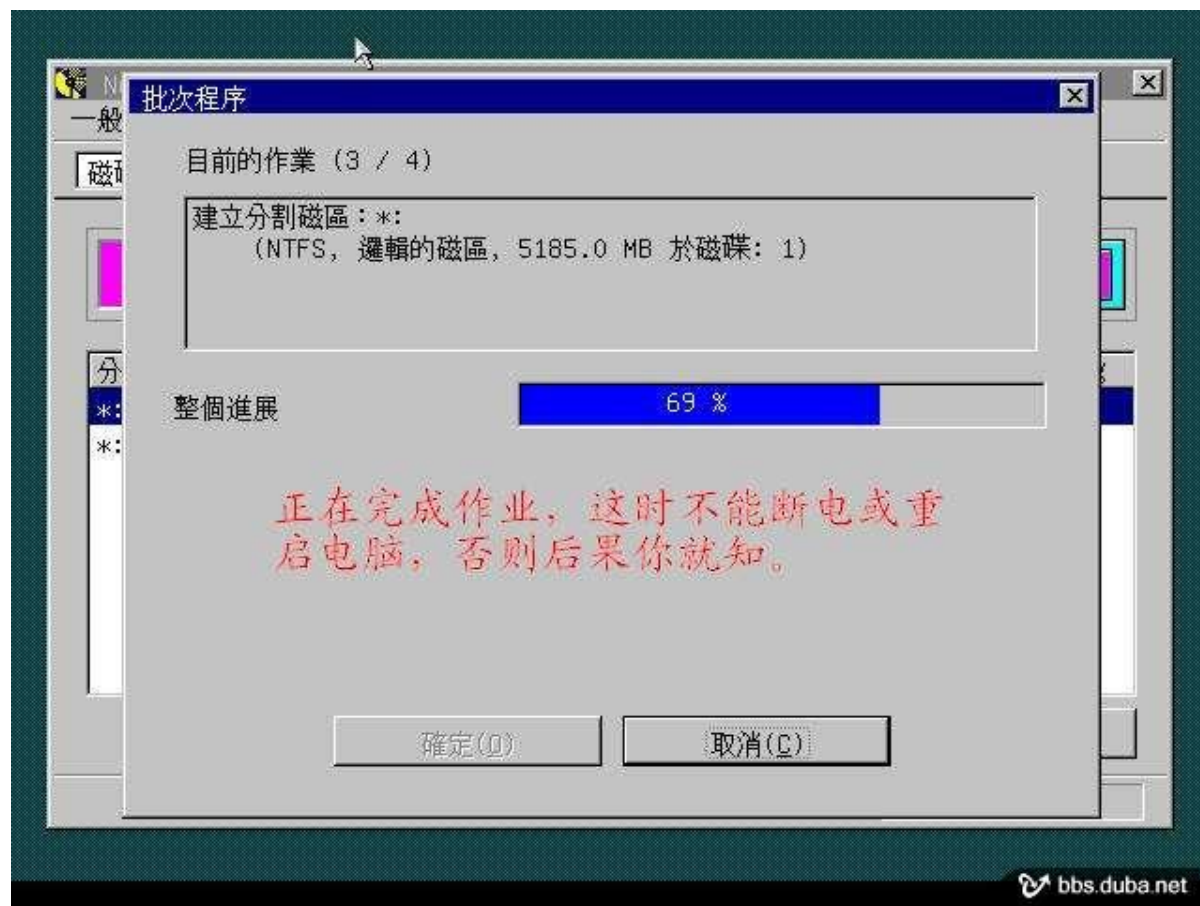 N
批次程序
一般
磁
目前的作業 (3 / 4)
建立分割磁區：*:
(NTFS, 邏輯的磁區, 5185.0 MB 於磁碟: 1)
分
*:
*:
整個進展
69 %
正在完成作业，这时不能断电或重
启电脑，否则后果你就知。
確定(O)
取消(C)
bbs.duba.net